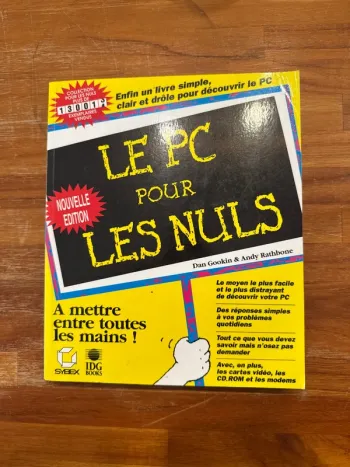 COLLECTION
POUR LES NULS
PLUS DE
EXEMPLAIRES
VENDUS
Enfin un livre simple,
clair et drôle pour découvrir le PC
LE PC
POUR
LES NULS
NOUVELLE
EDITION
Dan Gookin & Andy Rathbone
Le moyen le plus facile
et le plus distrayant
de découvrir votre PC
Des réponses simples
à vos problèmes
quotidiens
Tout ce que vous devez
savoir mais n'osez pas
demander
Avec, en plus,
les cartes vidéo, les
CD.ROM et les modems
A mettre
entre toutes
les mains !
SYBEX
IDG
BOOKS